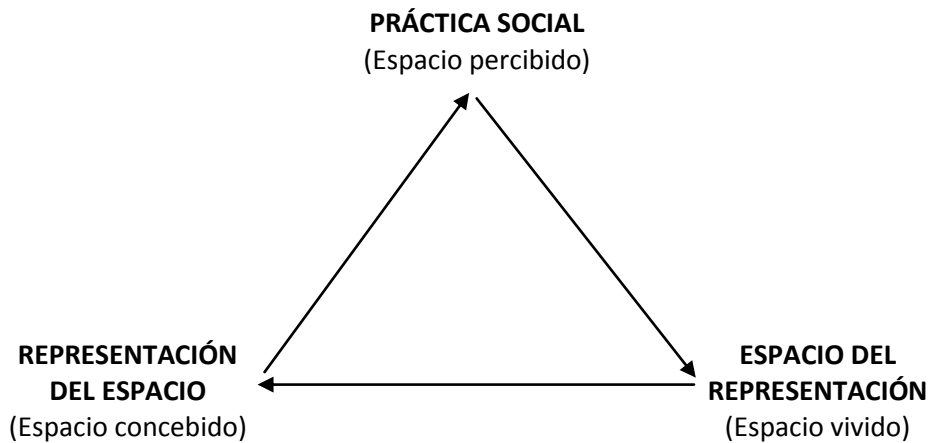 PRÁCTICA SOCIAL
(Espacio percibido)
REPRESENTACIÓN
DEL ESPACIO
(Espacio concebido)
ESPACIO DEL
REPRESENTACIÓN
(Espacio vivido)